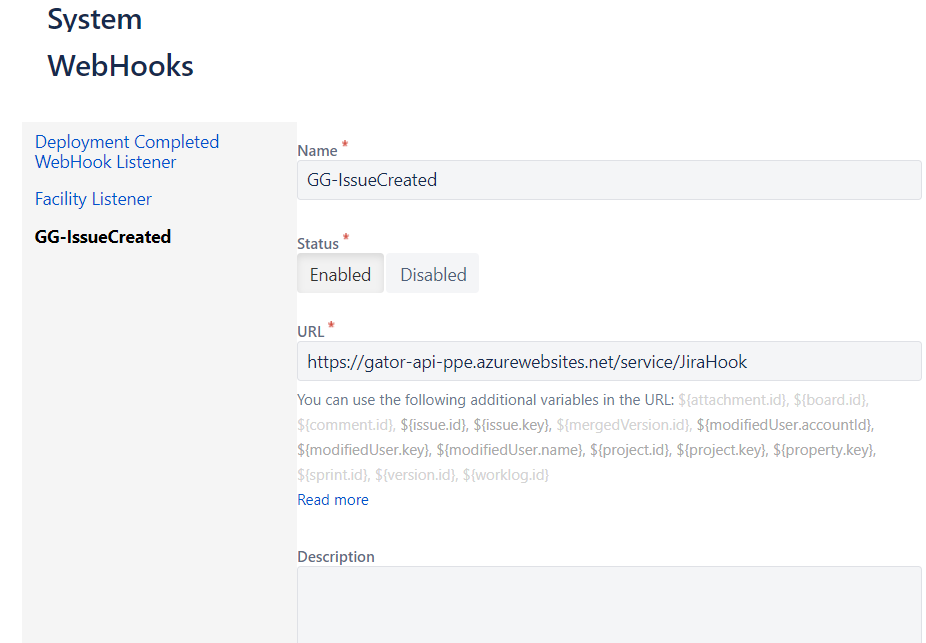 System
WebHooks
Deployment Completed
WebHook Listener
Facility Listener
GG-IssueCreated
Name *
GG-IssueCreated
Status *
Enabled Disabled
URL *
https://gator-api-ppe.azurewebsites.net/service/JiraHook
You can use the following additional variables in the URL: ${attachment.id}, ${board.id},
${comment.id}, ${issue.id}, ${issue.key}, ${mergedVersion.id}, ${modifiedUser.accountId},
${modifiedUser.key}, ${modifiedUser.name}, ${project.id}, ${project.key}, ${property.key},
${sprint.id}, ${version.id}, ${worklog.id}
Read more
Description